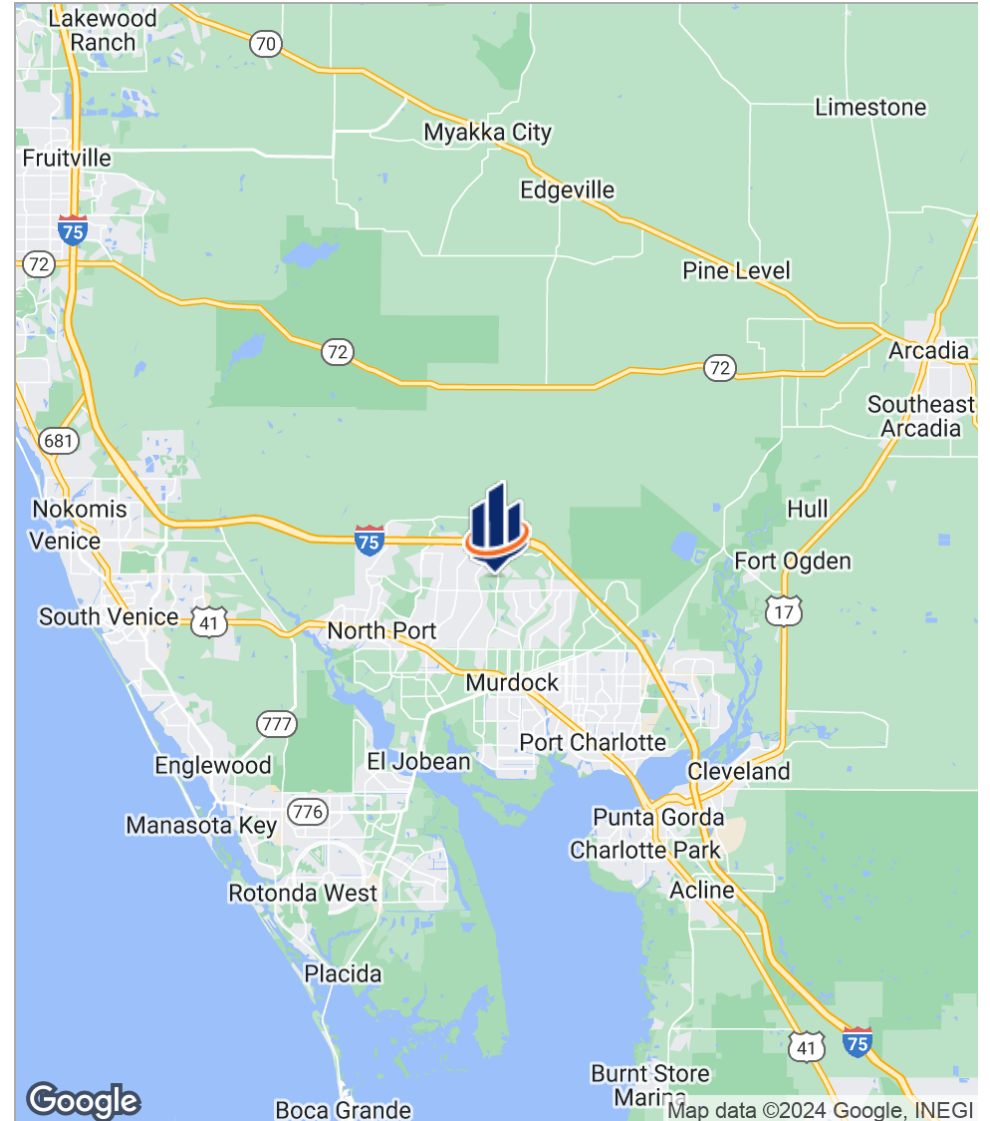 Lakewood
Ranch
70
Limestone
Myakka City
Fruitville
Edgeville
75
72
Pine Level
72
72
Arcadia
Southeast
Arcadia
681
Nokomis
Hull
Venice
75
Fort Ogden
South Venice
41
17
North Port
Murdock
777
Port Charlotte
Englewood
El Jobean
Cleveland
776
Manasota Key
Punta Gorda
Charlotte Park
Rotonda West
Acline
Placida
41
75
Burnt Store
Marina
Google
Boca Grande
Map data ©2024 Google, INEGI